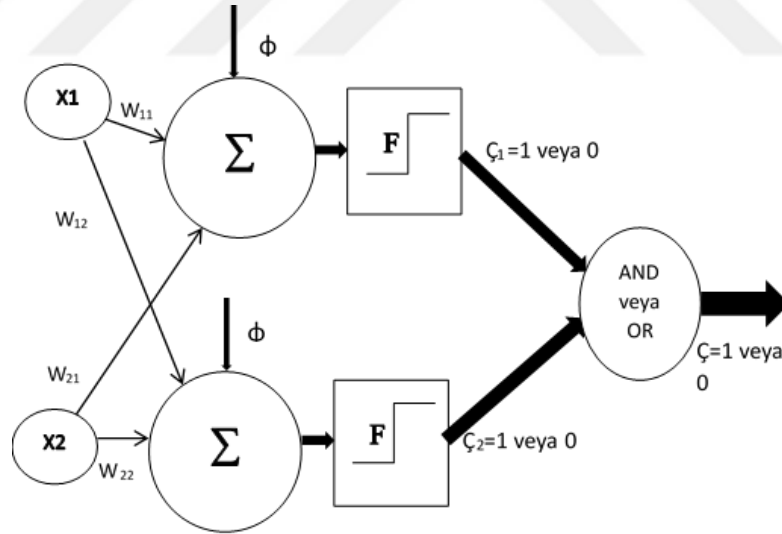 ф
X1
W11
Σ
F
Ç1=1 veya 0
W12
AND
veya
OR
ф
W21
Ç=1 veya
0
X2
W22
Σ
F
Ç2=1 veya 0